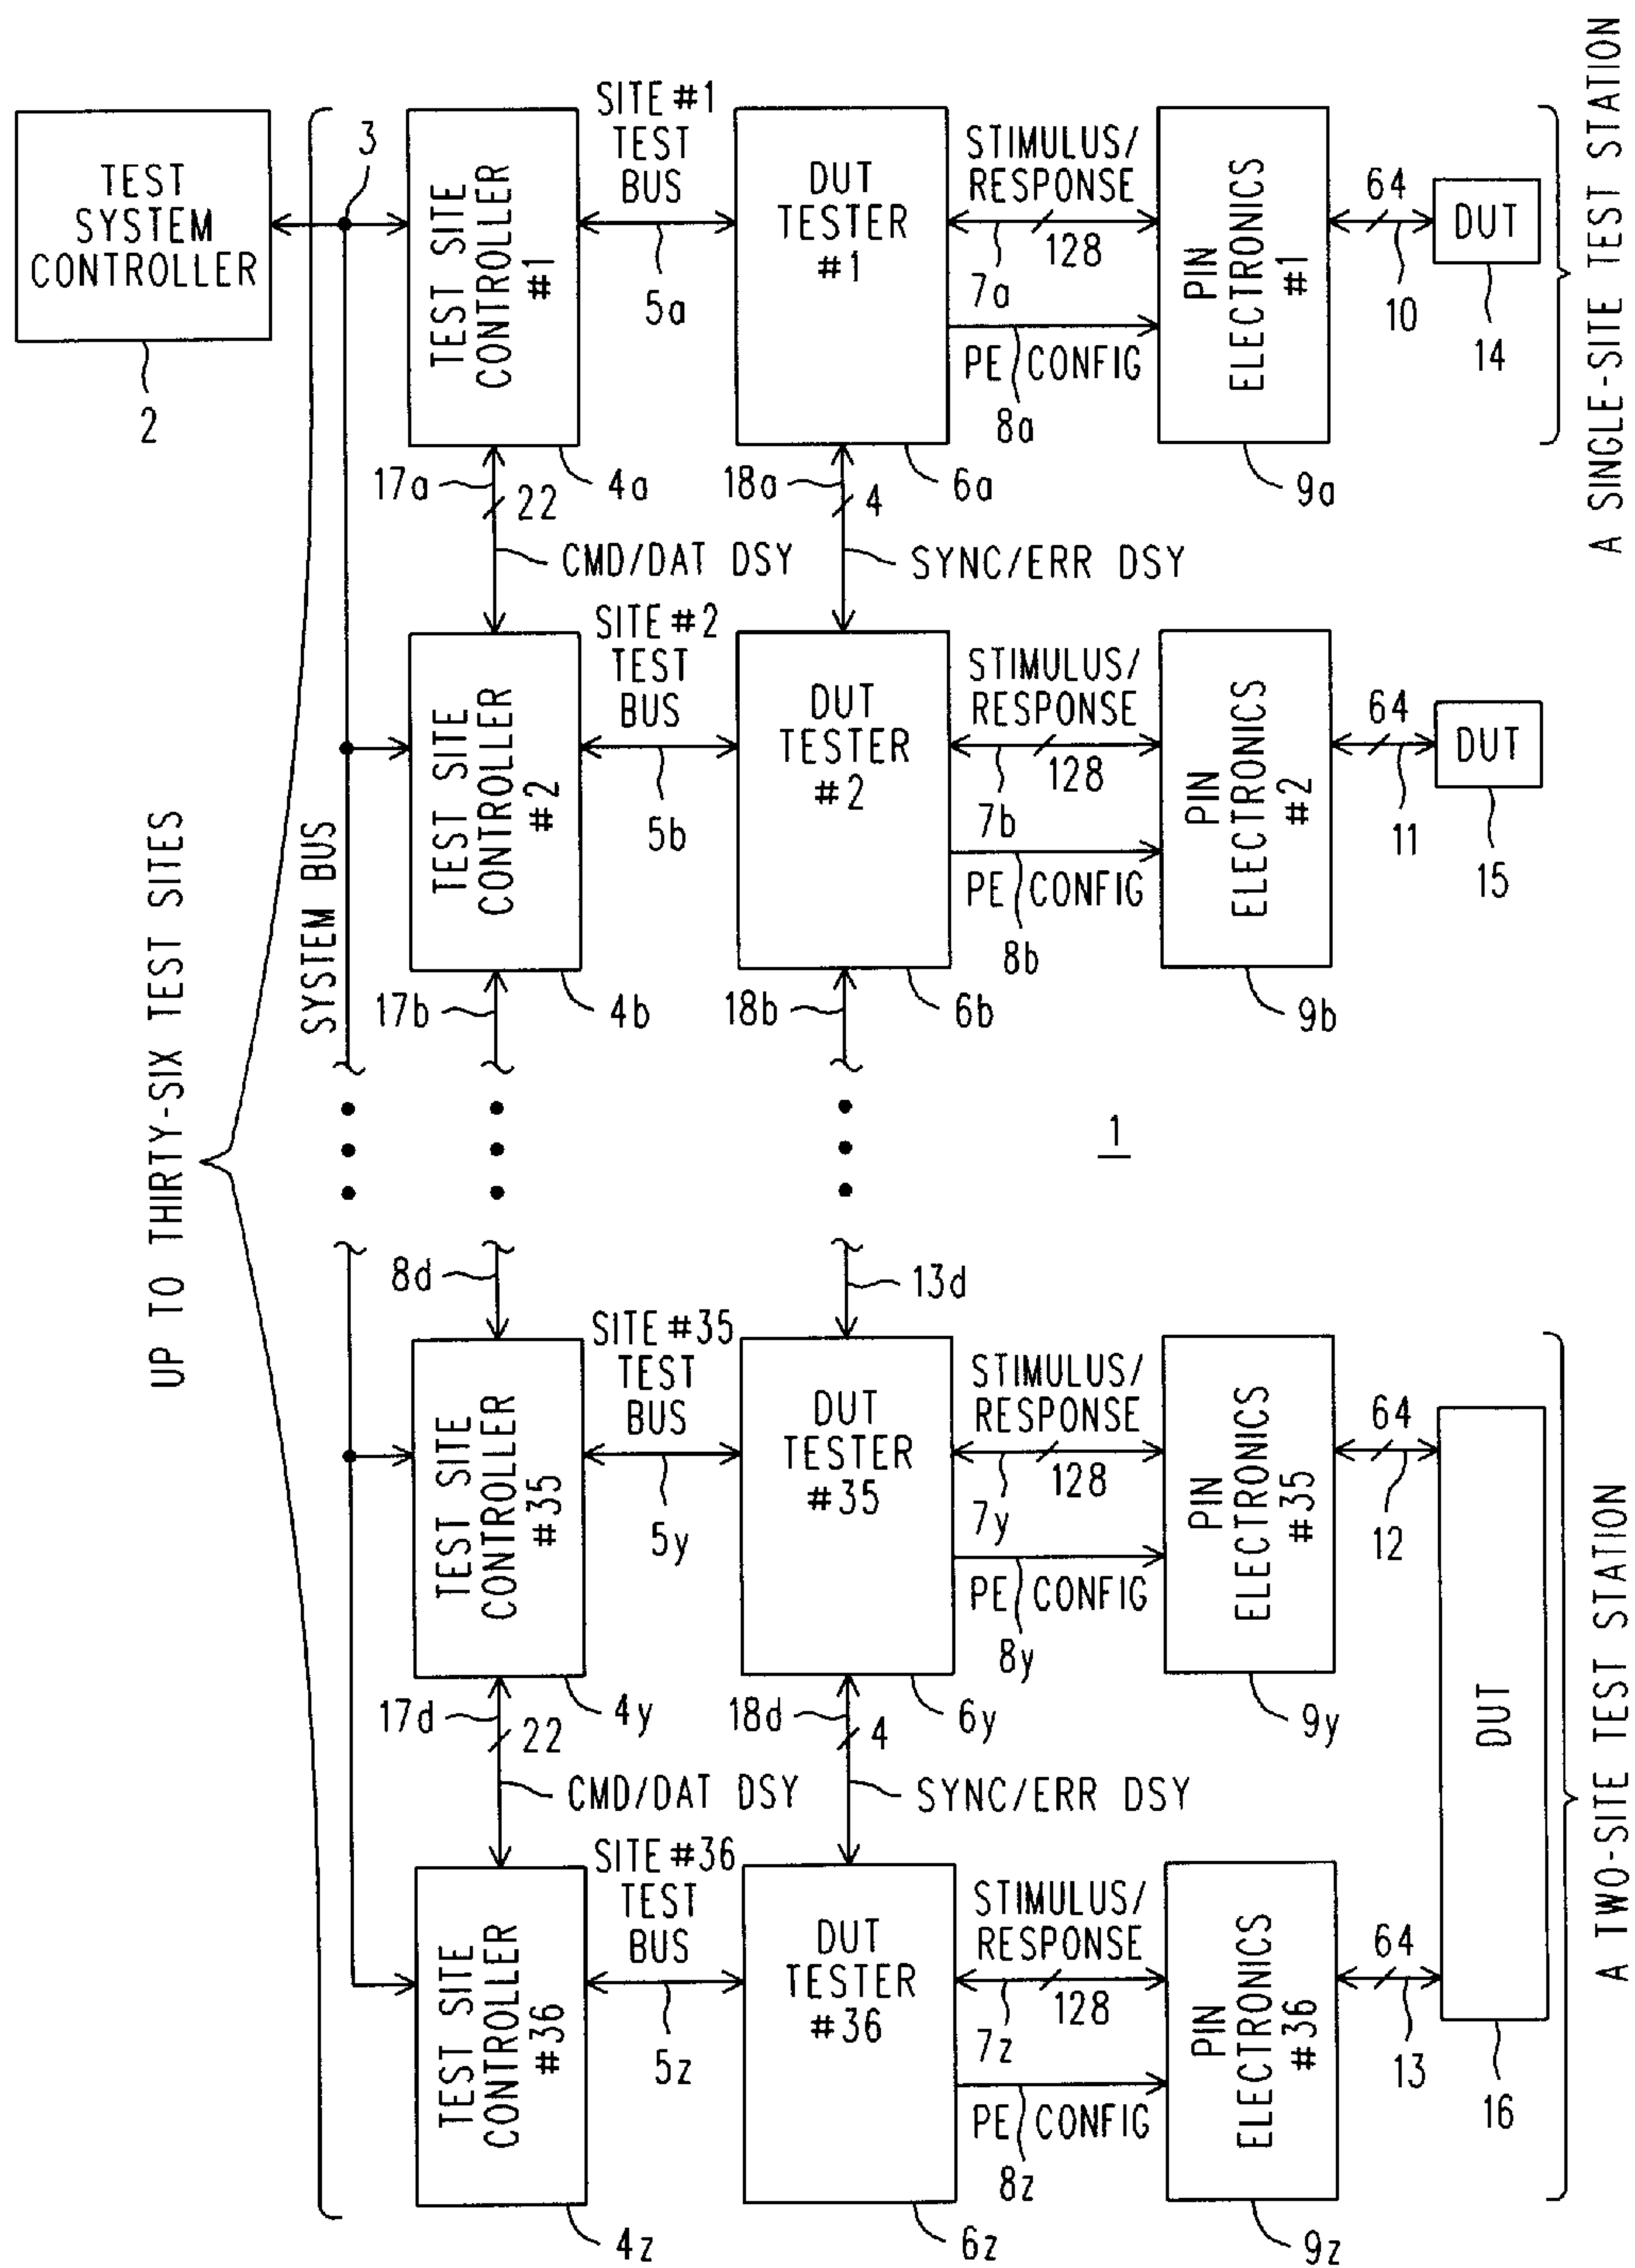 TEST
SYSTEM
CONTROLLER
2
3
UP TO THIRTY-SIX TEST SITES
SYSTEM BUS
TEST SITE
CONTROLLER
#1
4a
SITE #1
TEST
BUS
5a
DUT
TESTER
#1
6a
STIMULUS/
RESPONSE
128
7a
PE CONFIG
8a
PIN
ELECTRONICS
#1
9a
64
10
DUT
14
A SINGLE-SITE TEST STATION
17a
22
CMD/DAT DSY
18a
4
SYNC/ERR DSY
TEST SITE
CONTROLLER
#2
4b
SITE #2
TEST
BUS
5b
DUT
TESTER
#2
6b
STIMULUS/
RESPONSE
128
7b
PE CONFIG
8b
PIN
ELECTRONICS
#2
9b
64
11
DUT
15
17b
18b
1
8d
13d
TEST SITE
CONTROLLER
#35
4y
SITE #35
TEST
BUS
5y
DUT
TESTER
#35
6y
STIMULUS/
RESPONSE
128
7y
PE CONFIG
8y
PIN
ELECTRONICS
#35
9y
64
12
DUT
16
A TWO-SITE TEST STATION
17d
22
CMD/DAT DSY
18d
4
SYNC/ERR DSY
TEST SITE
CONTROLLER
#36
4z
SITE #36
TEST
BUS
5z
DUT
TESTER
#36
6z
STIMULUS/
RESPONSE
128
7z
PE CONFIG
8z
PIN
ELECTRONICS
#36
9z
64
13